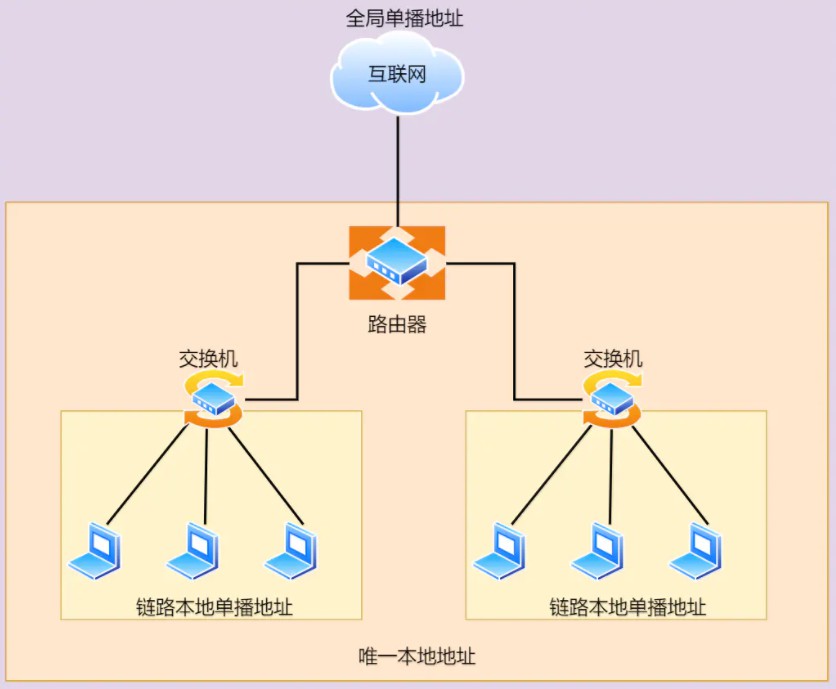 全局单播地址
互联网
路由器
交换机
交换机
链路本地单播地址
链路本地单播地址
唯一本地地址